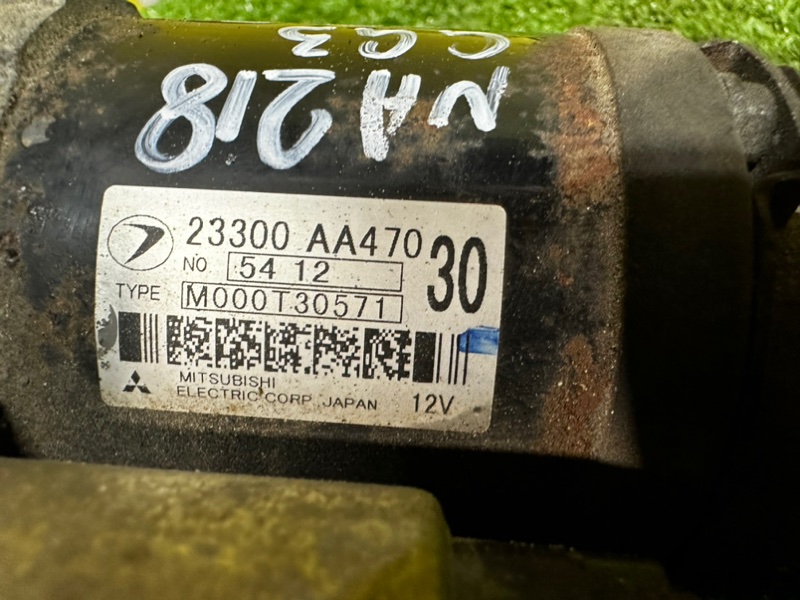 NA218
CG3
23300 AA470
30
NO 54 12
TYPE M000T30571
MITSUBISHI
ELECTRIC CORP. JAPAN 12V